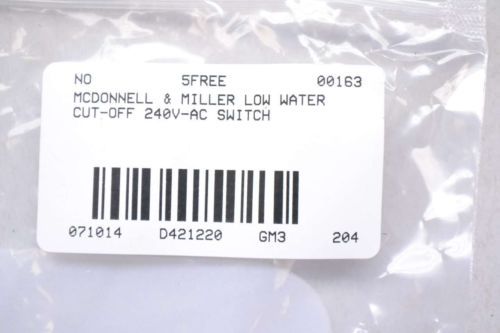 NO 5FREE 00163
MCDONNELL & MILLER LOW WATER
CUT-OFF 240V-AC SWITCH
071014 D421220 GM3 204